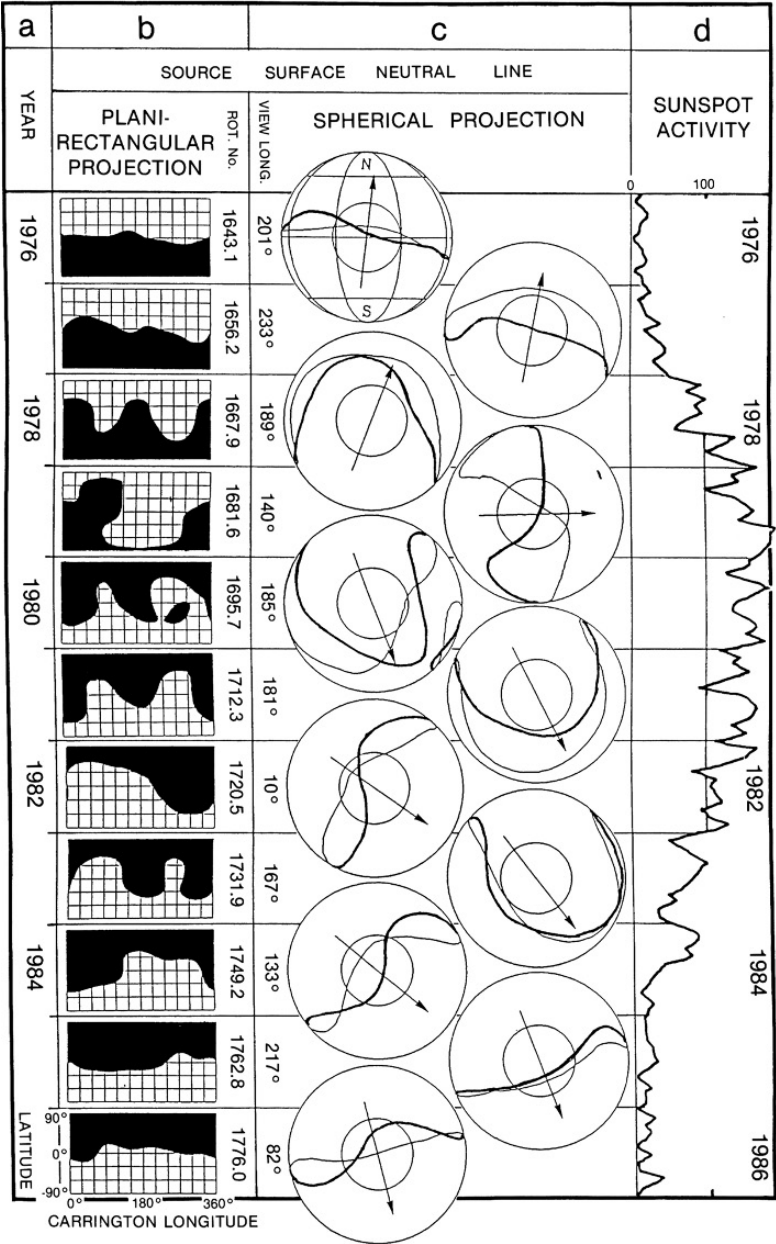 a b c d
SOURCE SURFACE NEUTRAL LINE
YEAR
PLANI-
RECTANGULAR
PROJECTION
ROT. No.
VIEW LONG.
SPHERICAL PROJECTION
SUNSPOT
ACTIVITY
0 100
N
S
1976 1643.1 201° 1976
1656.2 233°
1978 1667.9 189° 1978
1681.6 140°
1980 1695.7 185°
1712.3 181°
1982 1720.5 10° 1982
1731.9 167°
1984 1749.2 133° 1984
1762.8 217°
1776.0 82° 1986
LATITUDE
90°
0°
-90°
0° 180° 360°
CARRINGTON LONGITUDE